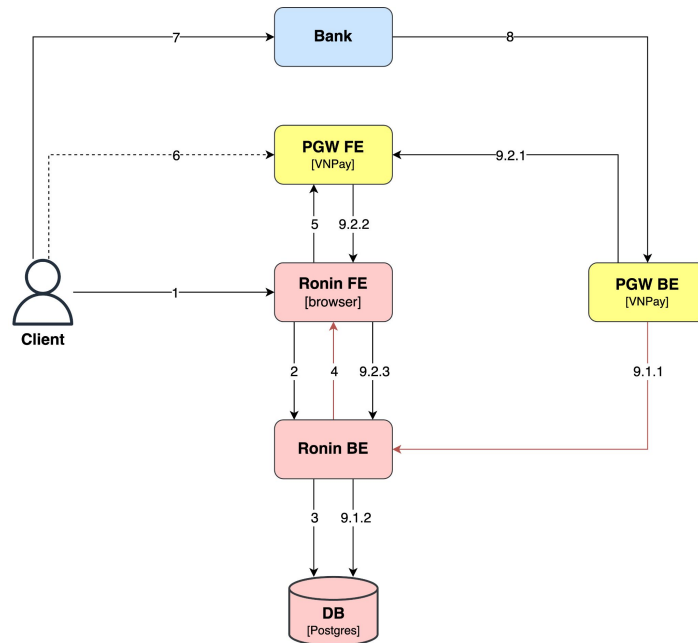 7
Bank
8
PGW FE
[VNPay]
6
9.2.1
5
9.2.2
Ronin FE
[browser]
1
PGW BE
[VNPay]
Client
2
4
9.2.3
9.1.1
Ronin BE
3
9.1.2
DB
[Postgres]